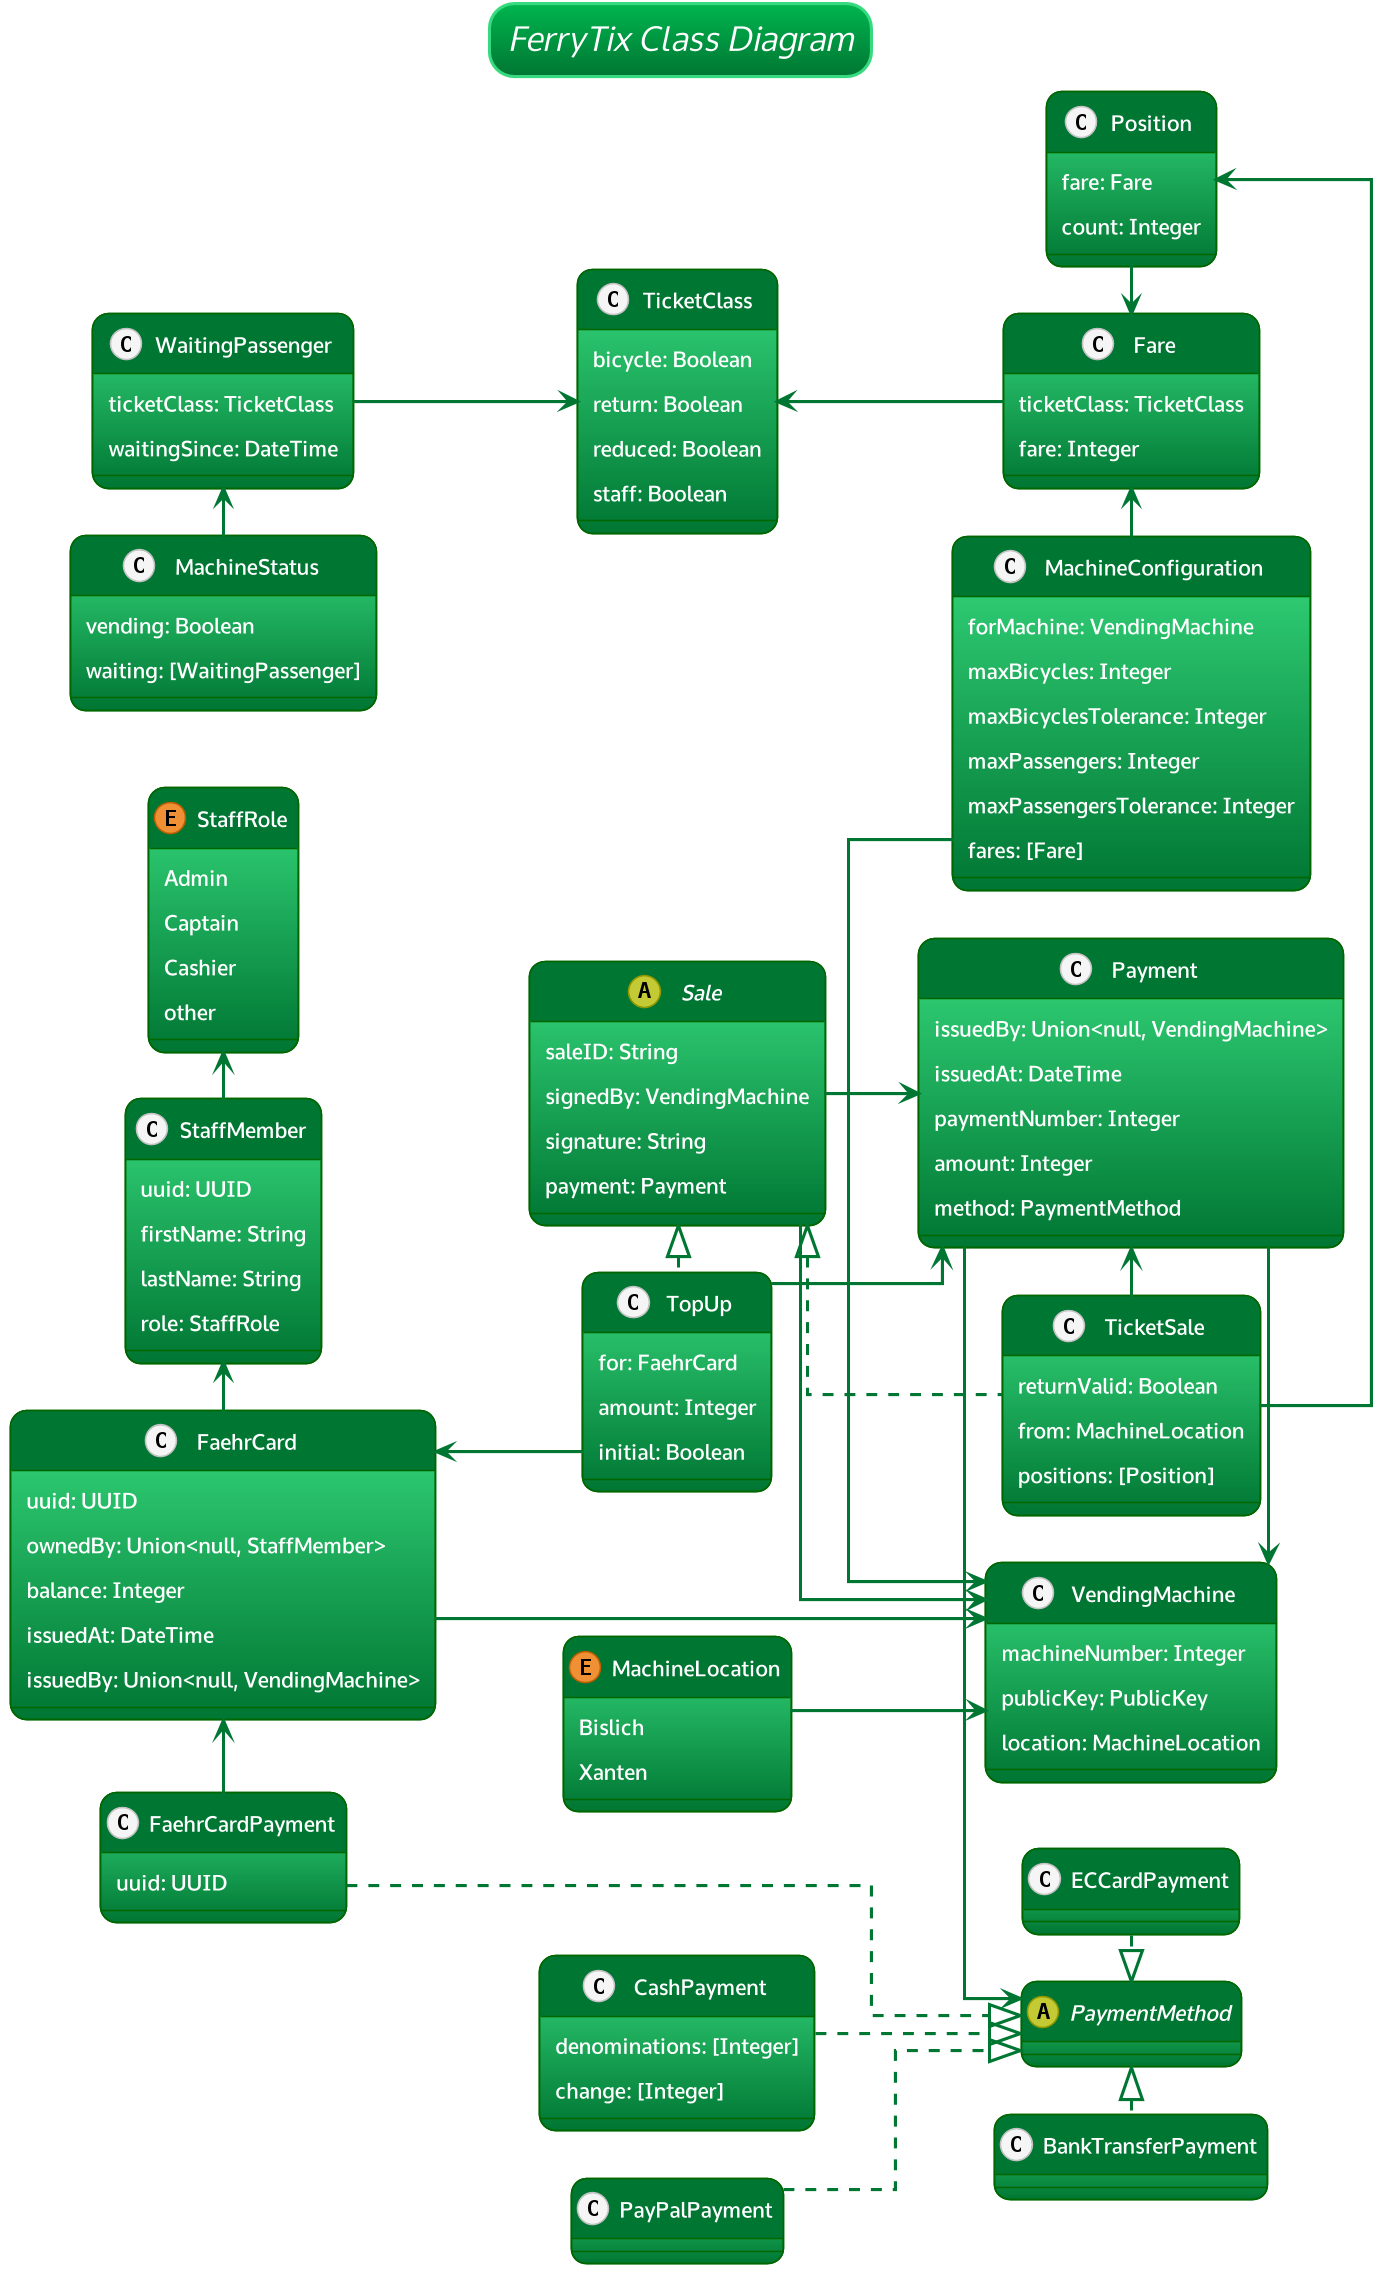 FerryTix Class Diagram
C Position
fare: Fare
count: Integer
C TicketClass
bicycle: Boolean
return: Boolean
reduced: Boolean
staff: Boolean
C WaitingPassenger
ticketClass: TicketClass
waitingSince: DateTime
C Fare
ticketClass: TicketClass
fare: Integer
C MachineStatus
vending: Boolean
waiting: [WaitingPassenger]
C MachineConfiguration
forMachine: VendingMachine
maxBicycles: Integer
maxBicyclesTolerance: Integer
maxPassengers: Integer
maxPassengersTolerance: Integer
fares: [Fare]
E StaffRole
Admin
Captain
Cashier
other
A Sale
saleID: String
signedBy: VendingMachine
signature: String
payment: Payment
C Payment
issuedBy: Union<null, VendingMachine>
issuedAt: DateTime
paymentNumber: Integer
amount: Integer
method: PaymentMethod
C StaffMember
uuid: UUID
firstName: String
lastName: String
role: StaffRole
C TopUp
for: FaehrCard
amount: Integer
initial: Boolean
C TicketSale
returnValid: Boolean
from: MachineLocation
positions: [Position]
C FaehrCard
uuid: UUID
ownedBy: Union<null, StaffMember>
balance: Integer
issuedAt: DateTime
issuedBy: Union<null, VendingMachine>
C VendingMachine
machineNumber: Integer
publicKey: PublicKey
location: MachineLocation
E MachineLocation
Bislich
Xanten
C FaehrCardPayment
uuid: UUID
C ECCardPayment
C CashPayment
denominations: [Integer]
change: [Integer]
A PaymentMethod
C BankTransferPayment
C PayPalPayment